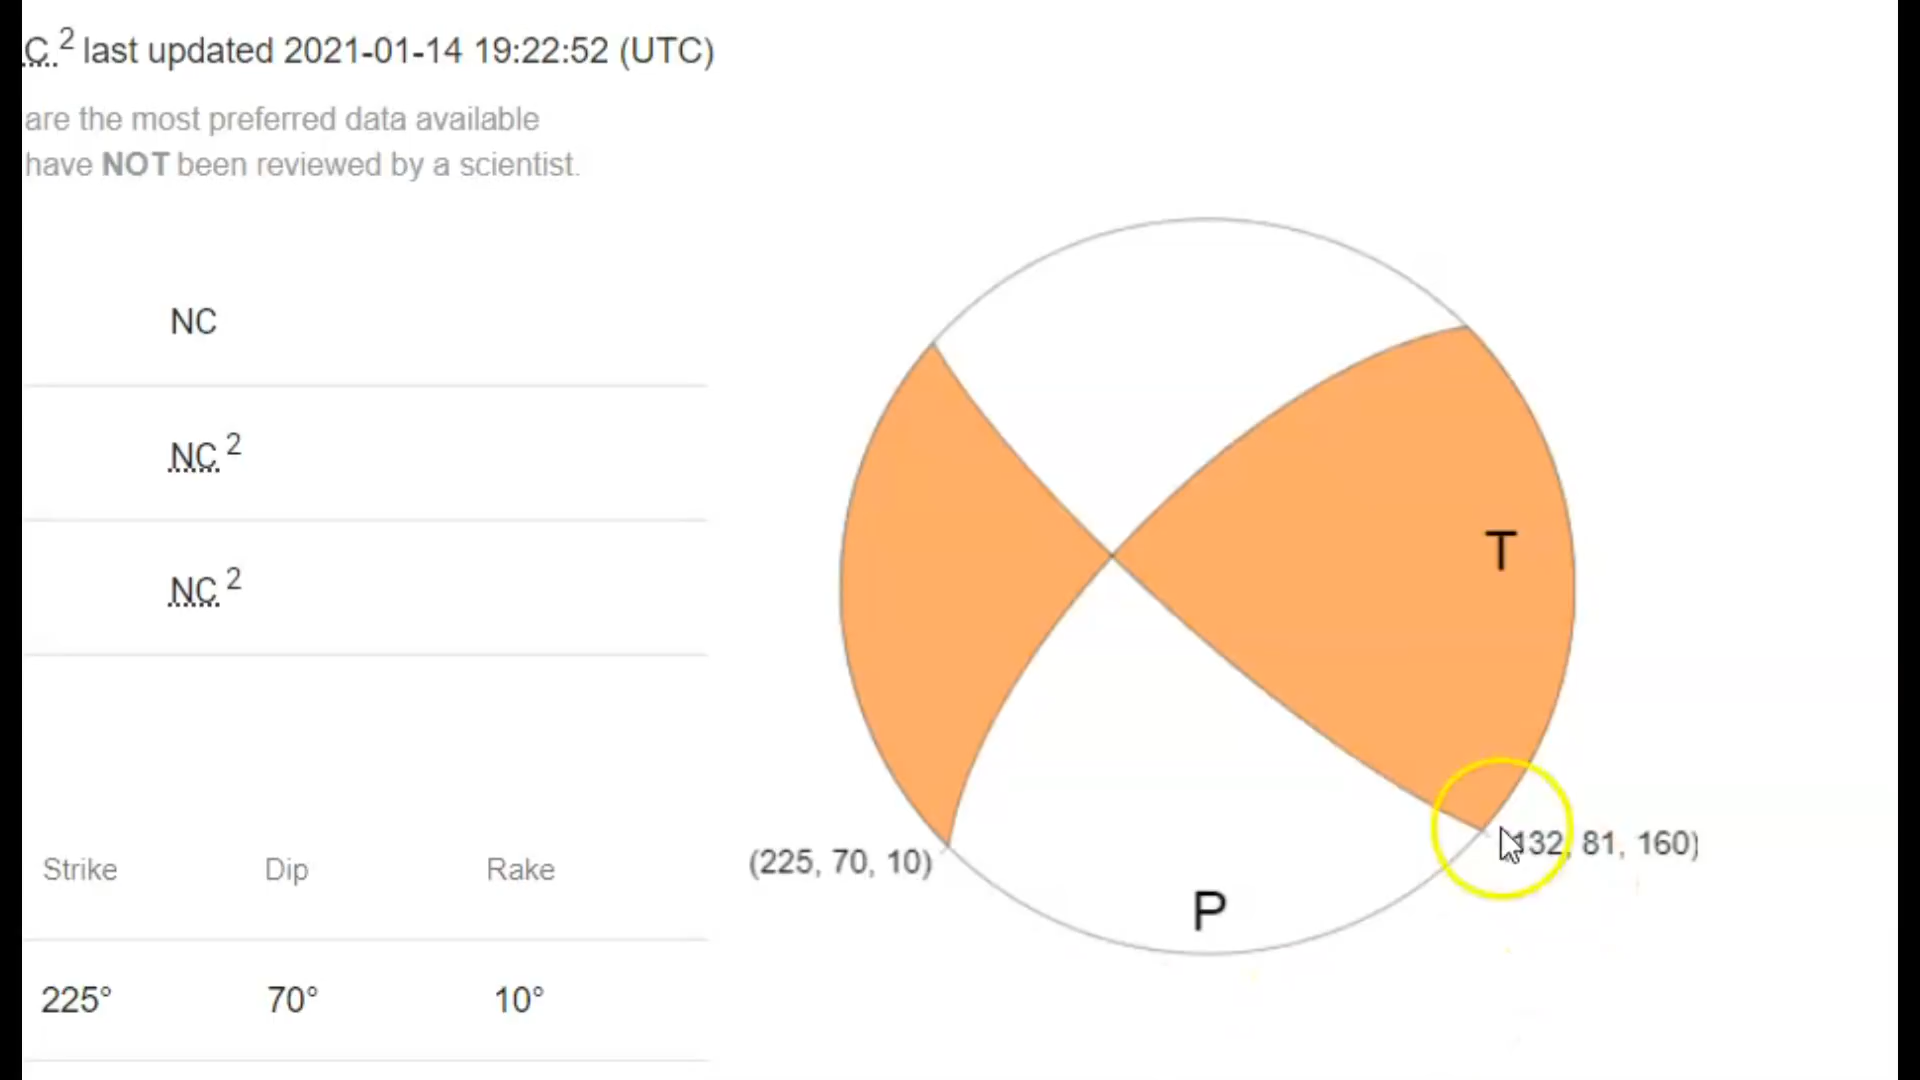 C. 2 last updated 2021-01-14 19:22:52 (UTC)
are the most preferred data available
have NOT been reviewed by a scientist.
NC
NC 2
NC 2
T
(225, 70, 10)
132, 81, 160)
P
Strike Dip Rake
225° 70° 10°